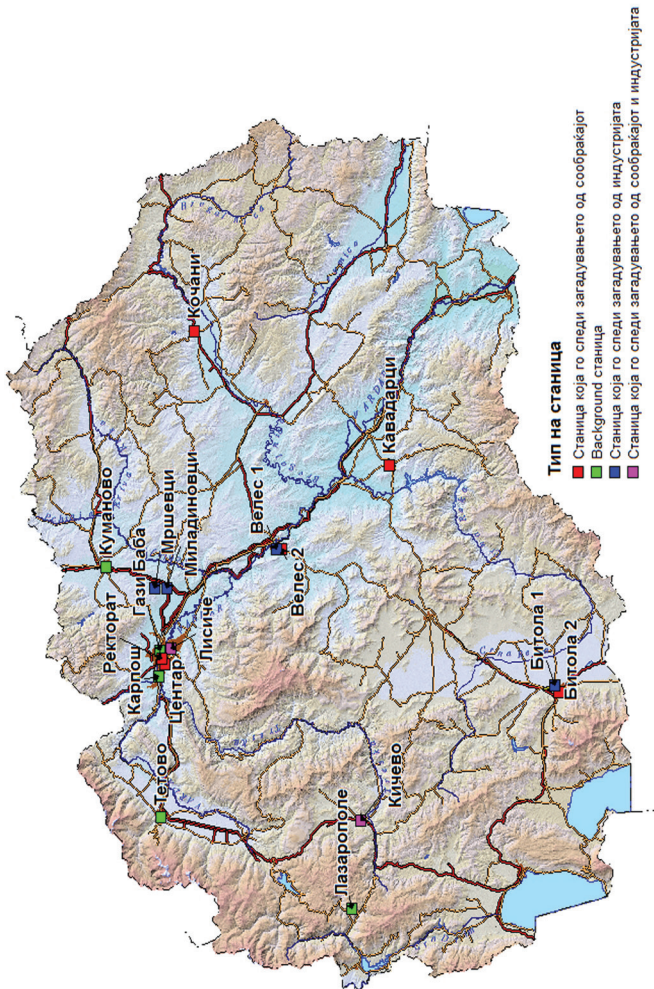 Ректорат
Карпош
Центар
Лисиче
Гази Баба
Мршевци
Миладиновци
Куманово
Тетово
Велес 1
Велес 2
Кочани
Кавадарци
Кичево
Лазарополе
Битола 1
Битола 2
Тип на станица
Станица која го следи загадувањето од сообраќајот
Background станица
Станица која го следи загадувањето од индустријата
Станица која го следи загадувањето од сообраќајот и индустријата